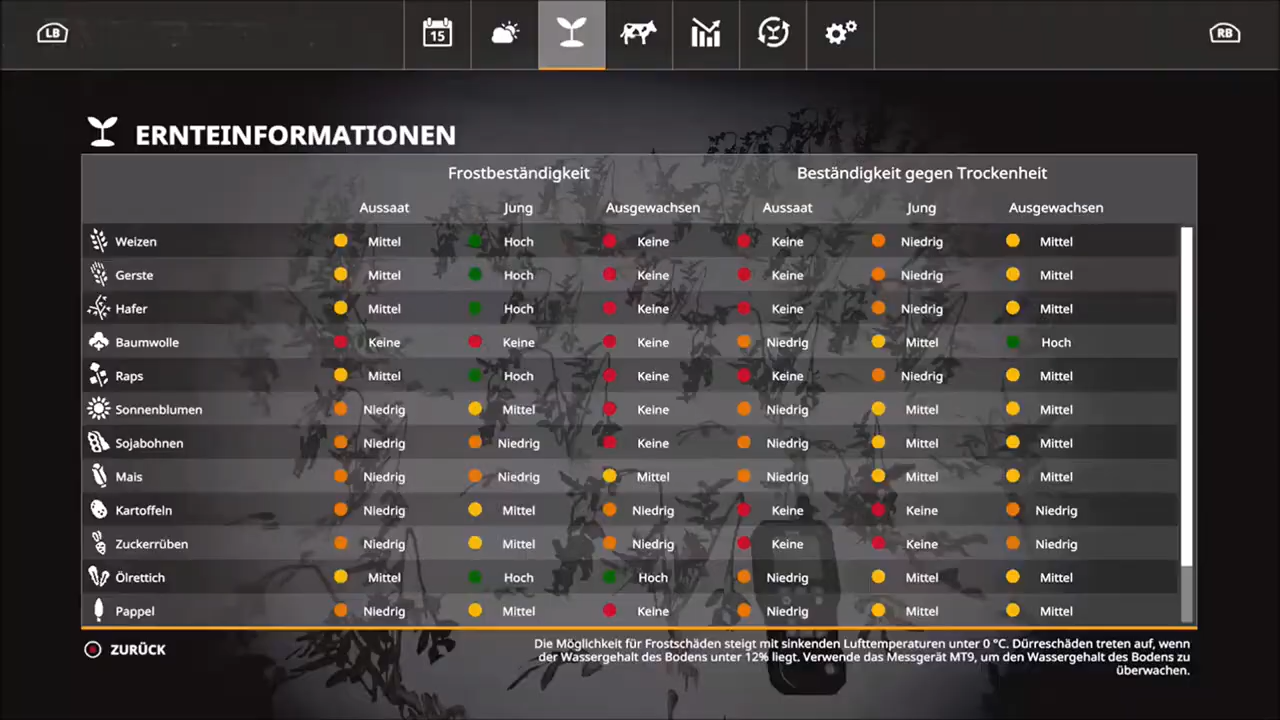 LB
15
RB
ERNTEINFORMATIONEN
Frostbeständigkeit Beständigkeit gegen Trockenheit
Aussaat Jung Ausgewachsen Aussaat Jung Ausgewachsen
Weizen Mittel Hoch Keine Keine Niedrig Mittel
Gerste Mittel Hoch Keine Keine Niedrig Mittel
Hafer Mittel Hoch Keine Keine Niedrig Mittel
Baumwolle Keine Keine Keine Niedrig Mittel Hoch
Raps Mittel Hoch Keine Keine Niedrig Mittel
Sonnenblumen Niedrig Mittel Keine Niedrig Mittel Mittel
Sojabohnen Niedrig Niedrig Keine Niedrig Mittel Mittel
Mais Niedrig Niedrig Mittel Niedrig Mittel Mittel
Kartoffeln Niedrig Mittel Niedrig Keine Keine Niedrig
Zuckerrüben Niedrig Mittel Niedrig Keine Keine Niedrig
Ölrettich Mittel Hoch Hoch Niedrig Mittel Mittel
Pappel Niedrig Mittel Keine Niedrig Mittel Mittel
ZURÜCK
Die Möglichkeit für Frostschäden steigt mit sinkenden Lufttemperaturen unter 0 °C. Dürreschäden treten auf, wenn
der Wassergehalt des Bodens unter 12% liegt. Verwende das Messgerät MT9, um den Wassergehalt des Bodens zu
überwachen.